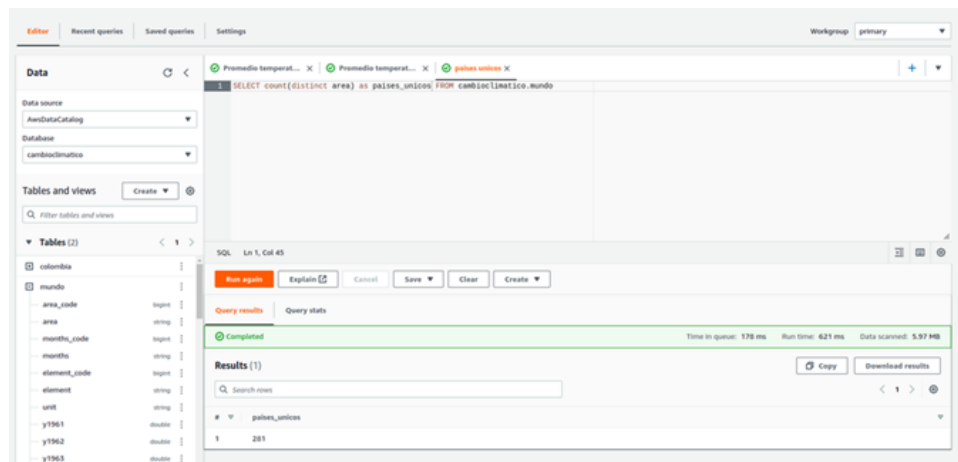 Editor Recent queries Saved queries Settings Workgroup primary
Data
Data source
AwsDataCatalog
Database
cambioclimatico
Tables and views Create
Filter tables and views
Tables (2) < 1 >
colombia
mundo
area_code bigint
area string
months_code bigint
months string
element_code bigint
element string
unit string
y1961 double
y1962 double
y1963 double
Promedio temperat... X Promedio temperat... X paises unicos X
1 SELECT count(distinct area) as paises_unicos FROM cambioclimatico.mundo
SQL Ln 1, Col 45
Run again Explain Cancel Save Clear Create
Query results Query stats
Completed Time in queue: 178 ms Run time: 621 ms Data scanned: 5.97 MB
Results (1) Copy Download results
Search rows < 1 >
# paises_unicos
1 281